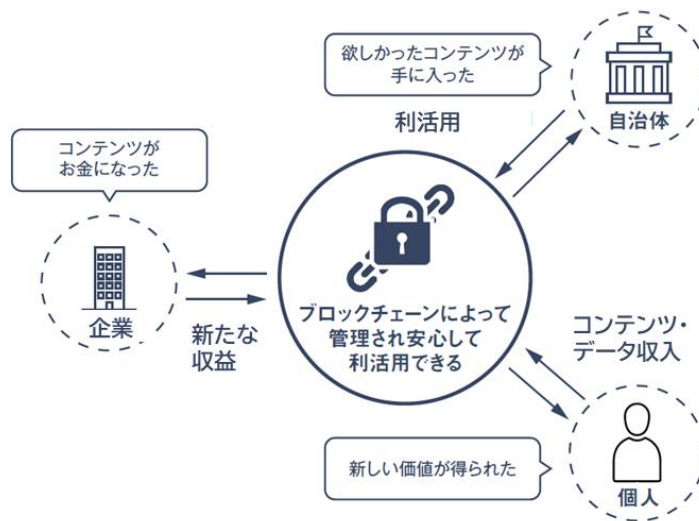 欲しかったコンテンツが
手に入った
自治体
利活用
コンテンツが
お金になった
企業
新たな
収益
ブロックチェーンによって
管理され安心して
利活用できる
コンテンツ・
データ収入
新しい価値が得られた
個人